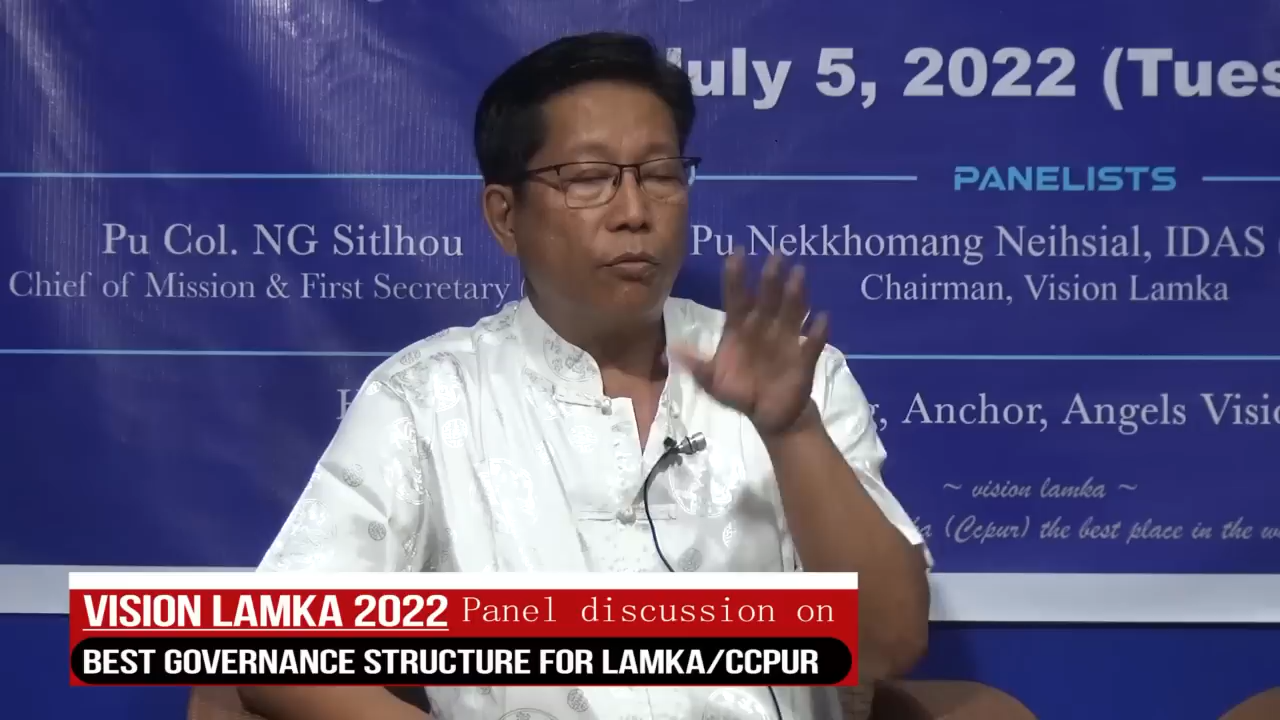 July 5, 2022 (Tues
PANELISTS
Pu Col. NG Sitlhou
Chief of Mission & First Secretary
Pu Nekkhomang Neihsial, IDAS
Chairman, Vision Lamka
Anchor, Angels Visio
~ vision lamka ~
(Ccpur) the best place in the w
VISION LAMKA 2022 Panel discussion on
BEST GOVERNANCE STRUCTURE FOR LAMKA/CCPUR